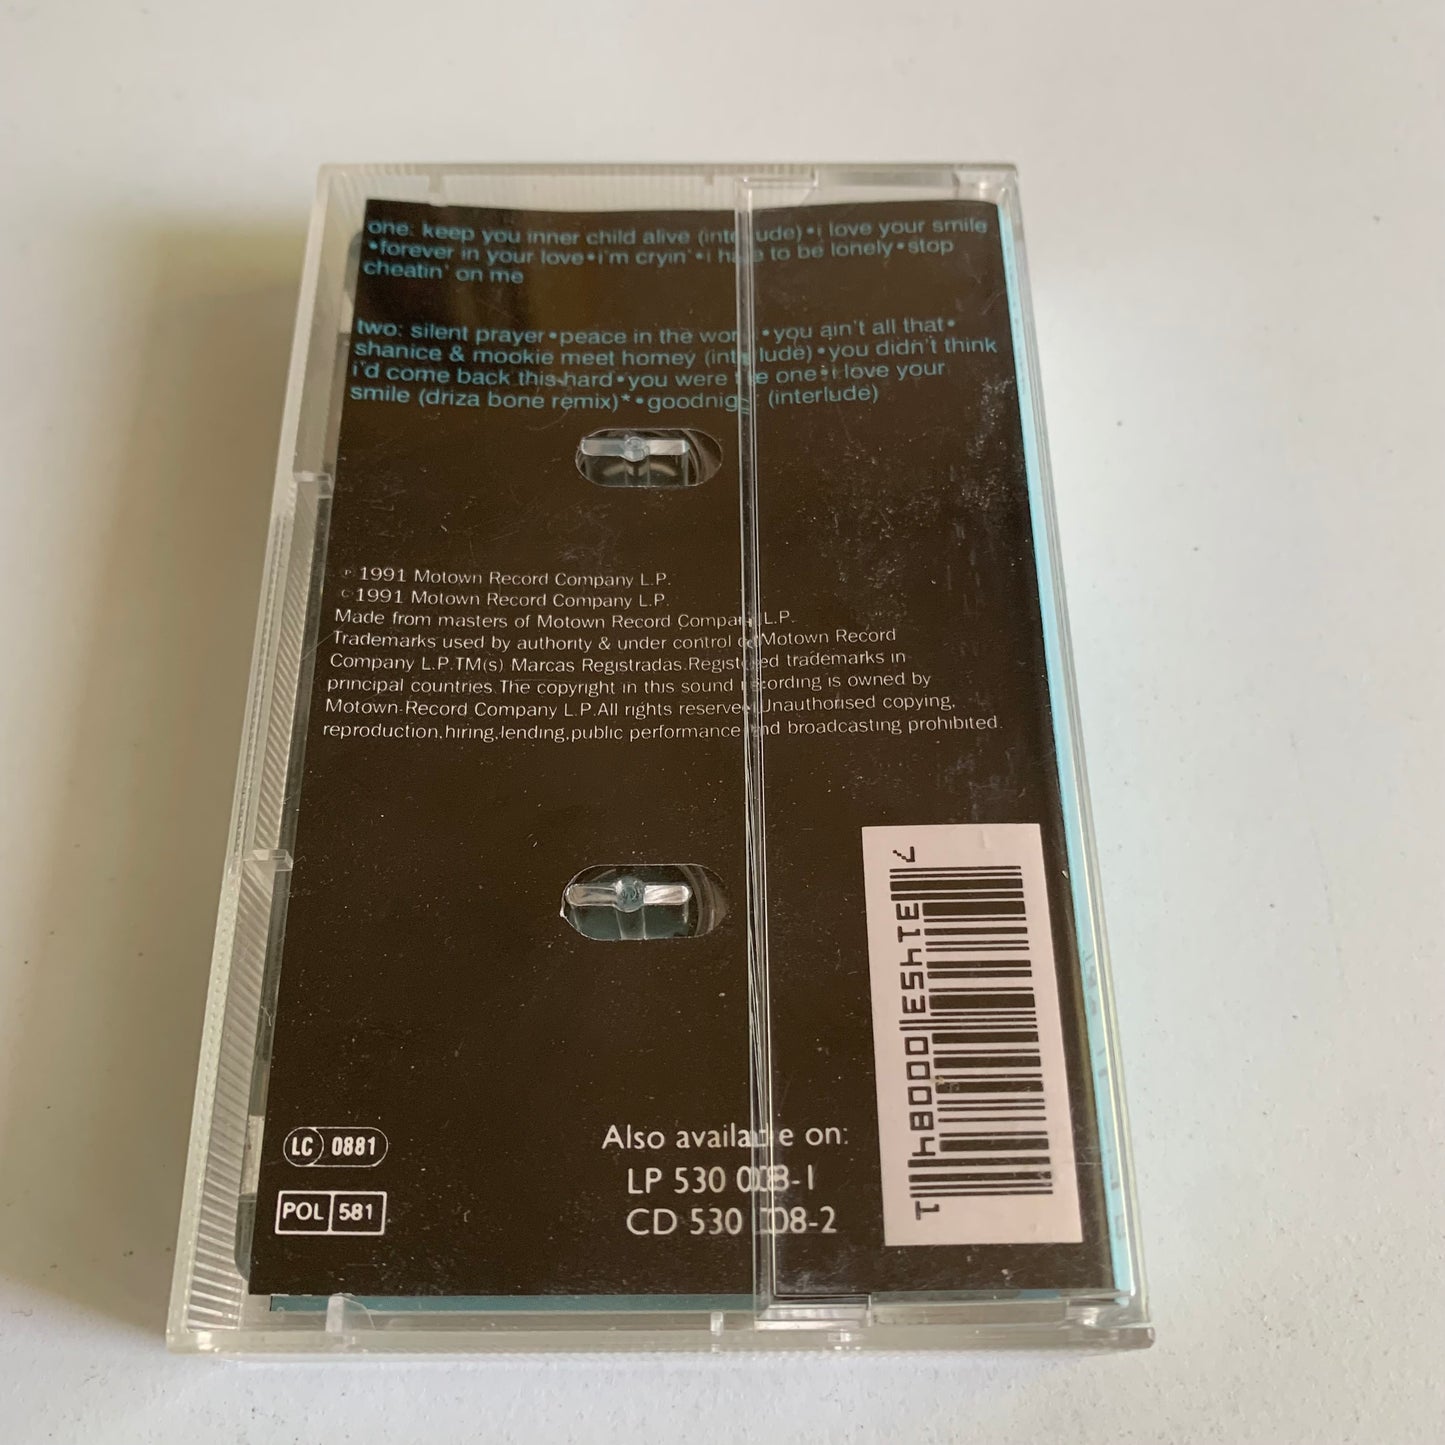 one: keep you inner child alive (interlude)•i love your smile
•forever in your love•i'm cryin'•i hate to be lonely•stop
cheatin' on me
two: silent prayer•peace in the world•you ain't all that•
shanice & mookie meet homey (interlude)•you didn't think
i'd come back this hard•you were the one•i love your
smile (driza bone remix)*•goodnight (interlude)
℗ 1991 Motown Record Company L.P.
© 1991 Motown Record Company L.P.
Made from masters of Motown Record Company L.P.
Trademarks used by authority & under control of Motown Record
Company L.P.TM(s) Marcas Registradas.Registered trademarks in
principal countries.The copyright in this sound recording is owned by
Motown Record Company L.P.All rights reserved.Unauthorised copying,
reproduction,hiring,lending,public performance and broadcasting prohibited.
LC 0881
POL 581
Also available on:
LP 530 008-1
CD 530 008-2